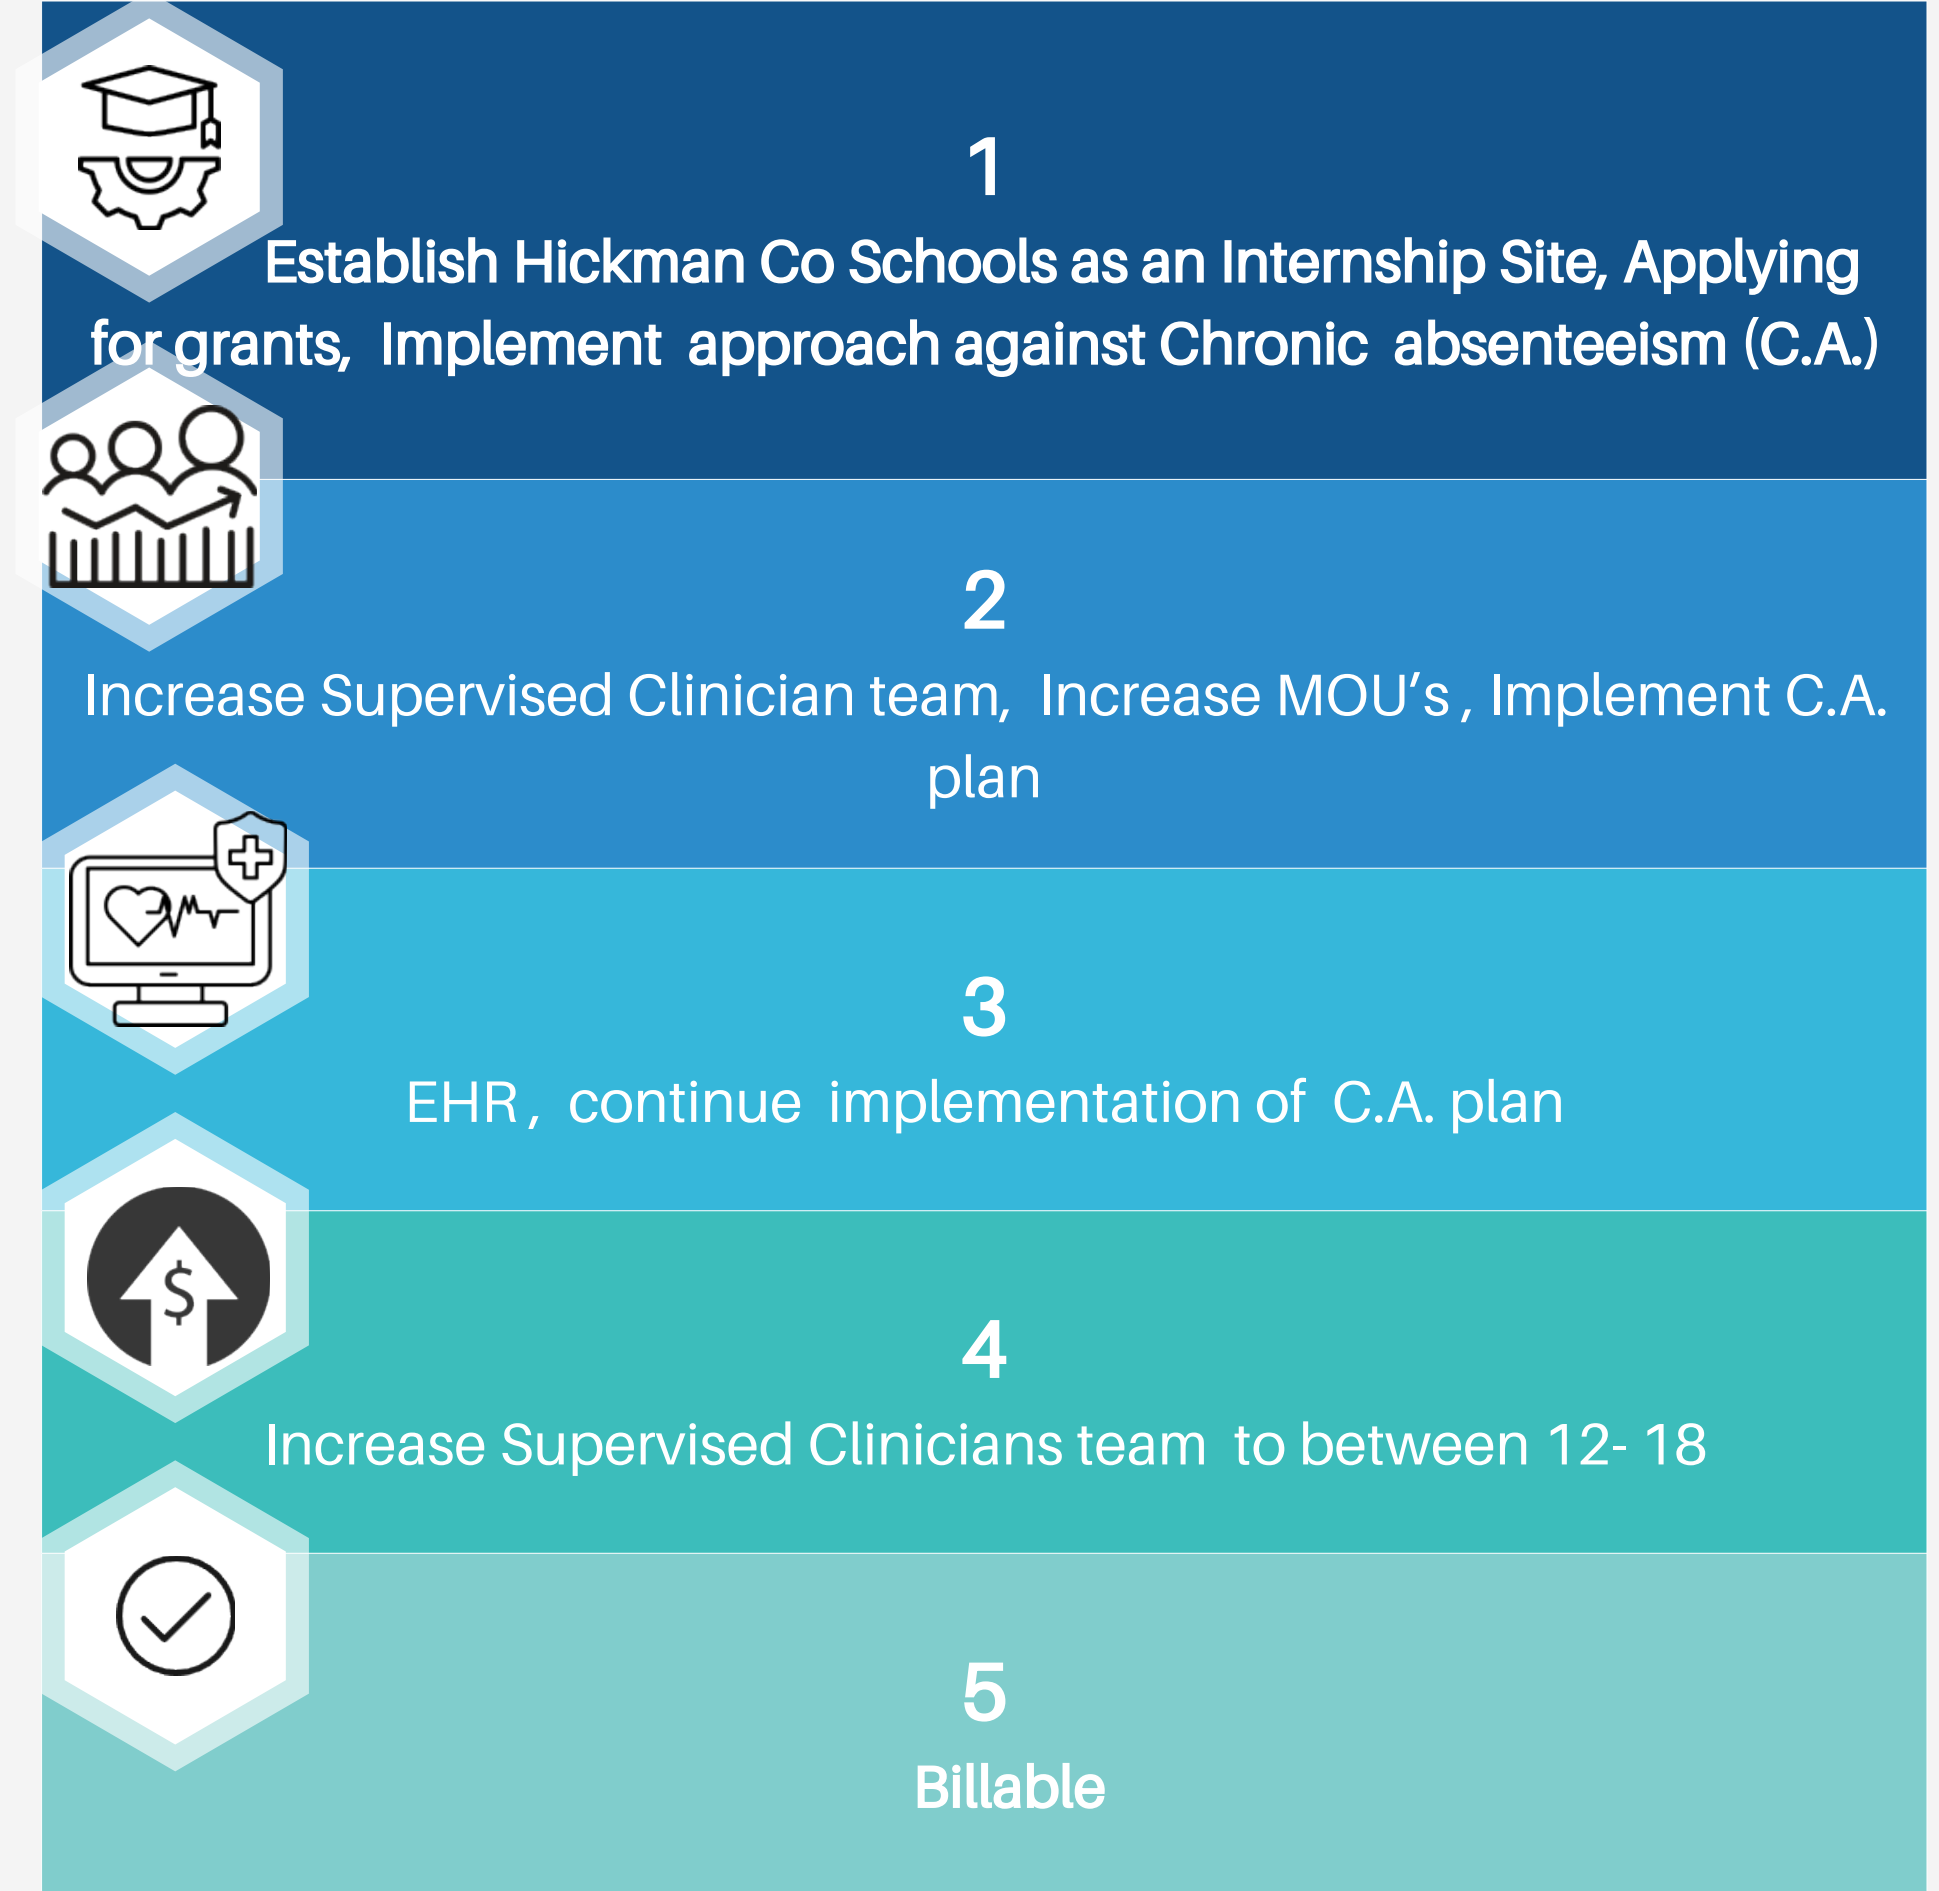 1
Establish Hickman Co Schools as an Internship Site, Applying
for grants, Implement approach against Chronic absenteeism (C.A.)
2
Increase Supervised Clinician team, Increase MOU's , Implement C.A.
plan
3
EHR , continue implementation of C.A. plan
$
4
Increase Supervised Clinicians team to between 12- 18
5
Billable